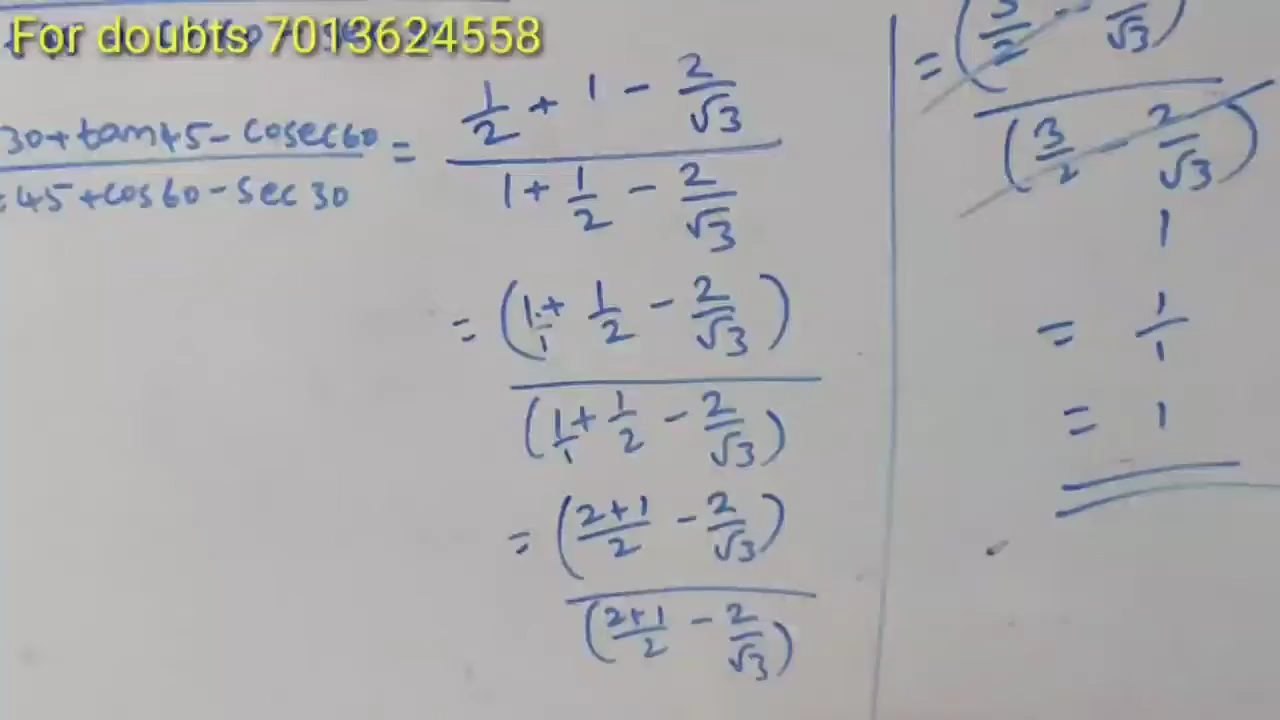 For doubts 7013624558
30+tan45-cosec60 / 45+cos60-sec30 = (1/2 + 1 - 2/√3) / (1 + 1/2 - 2/√3)
= (1/1 + 1/2 - 2/√3) / (1/1 + 1/2 - 2/√3)
= (2+1/2 - 2/√3) / (2+1/2 - 2/√3)
= (3/2 - 2/√3) / (3/2 - 2/√3)
1
= 1/1
= 1